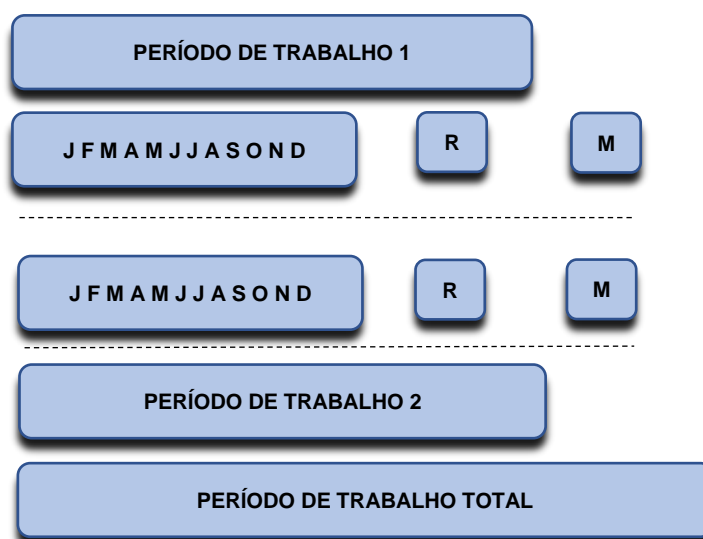 PERÍODO DE TRABALHO 1
J F M A M J J A S O N D R M
J F M A M J J A S O N D R M
PERÍODO DE TRABALHO 2
PERÍODO DE TRABALHO TOTAL